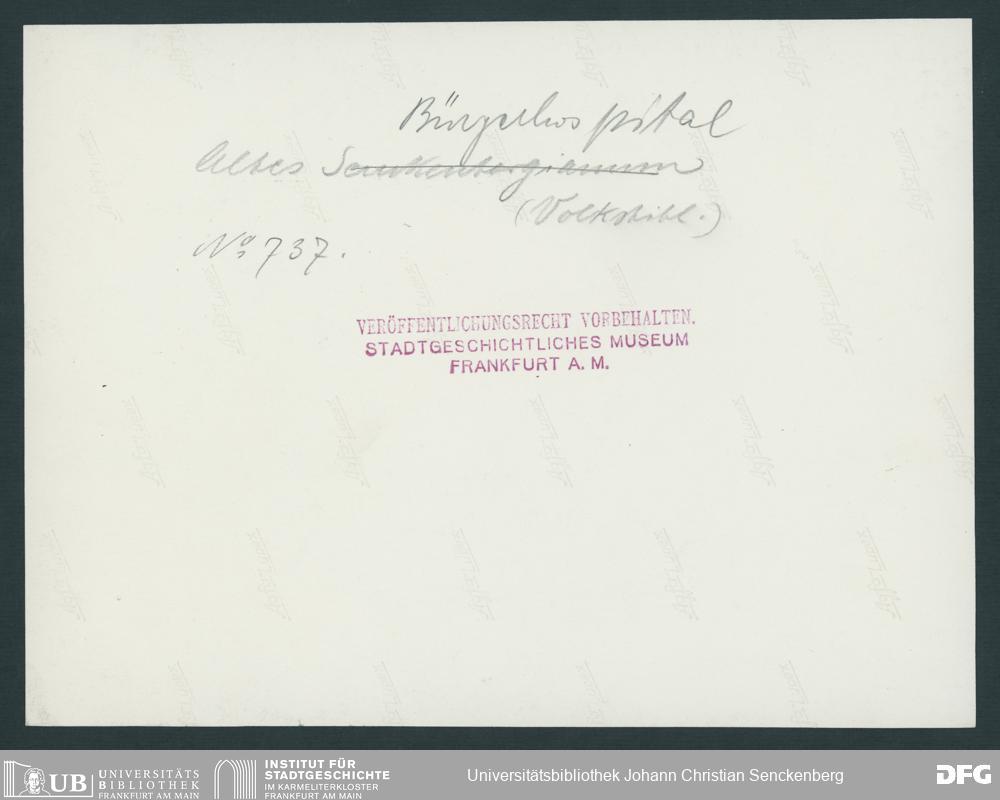 Bürgerhospital
Altes Senckenbergianum
(Volksbibl.)
No 737.
VERÖFFENTLICHUNGSRECHT VORBEHALTEN.
STADTGESCHICHTLICHES MUSEUM
FRANKFURT A. M.
UB UNIVERSITÄTS
BIBLIOTHEK
FRANKFURT AM MAIN
INSTITUT FÜR
STADTGESCHICHTE
IM KARMELITERKLOSTER
FRANKFURT AM MAIN
Universitätsbibliothek Johann Christian Senckenberg
DFG